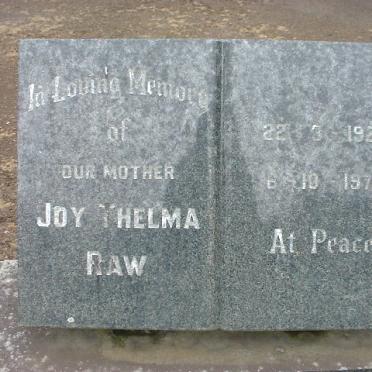 In Loving Memory
of
OUR MOTHER
JOY THELMA
RAW
22 - 3 - 192
6 - 10 - 197
At Peace